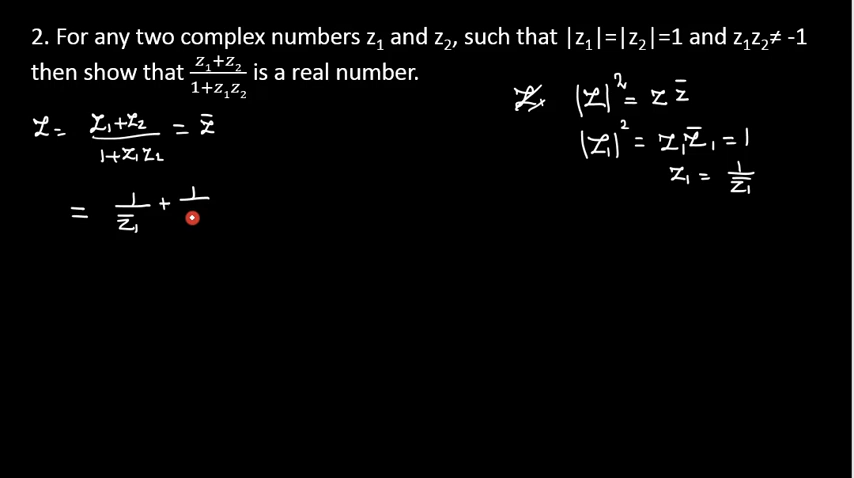 2. For any two complex numbers z₁ and z₂, such that |z₁|=|z₂|=1 and z₁z₂≠ -1
then show that (z₁+z₂)/(1+z₁z₂) is a real number.
z = (z₁+z₂)/(1+z₁z₂) = z̄
= 1/z̄₁ + 1/
|z|² = z z̄
|z₁|² = z₁z̄₁ = 1
z₁ = 1/z̄₁